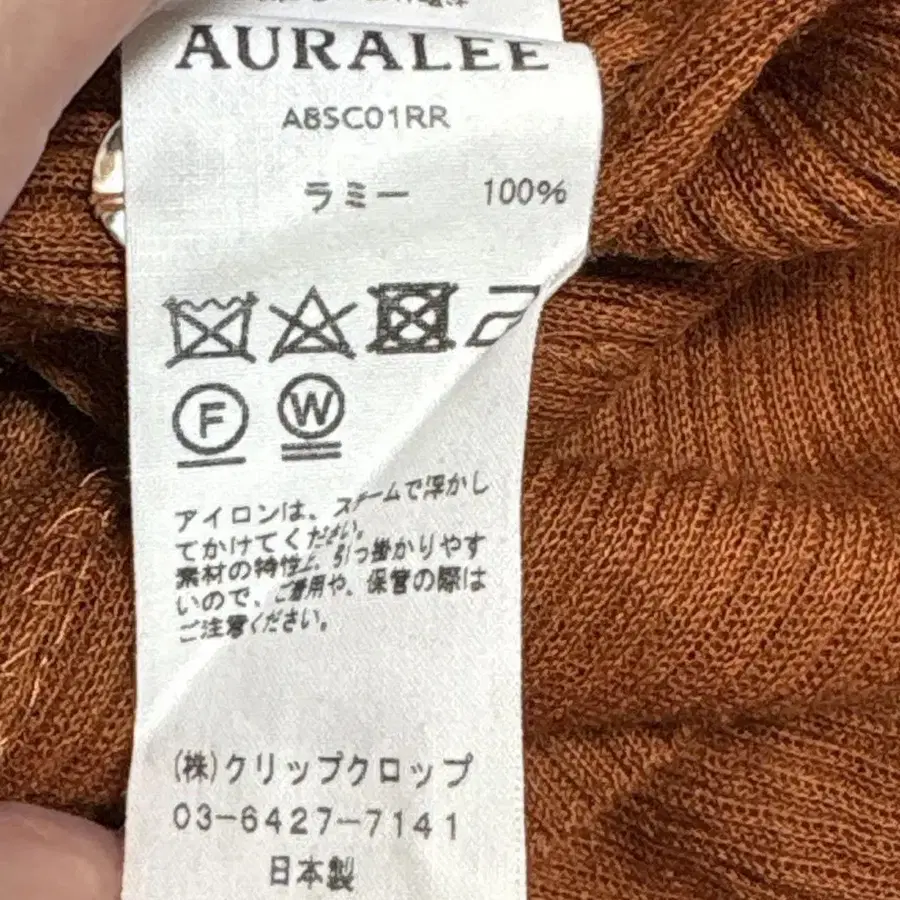 AURALEE
A8SC01RR
ラミー 100%
F W
アイロンは、スチームで浮かし
てかけてください。
素材の特性上、引っ掛かりやす
いので、ご着用や、保管の際は
ご注意ください。
(株)クリップクロップ
03-6427-7141
日本製